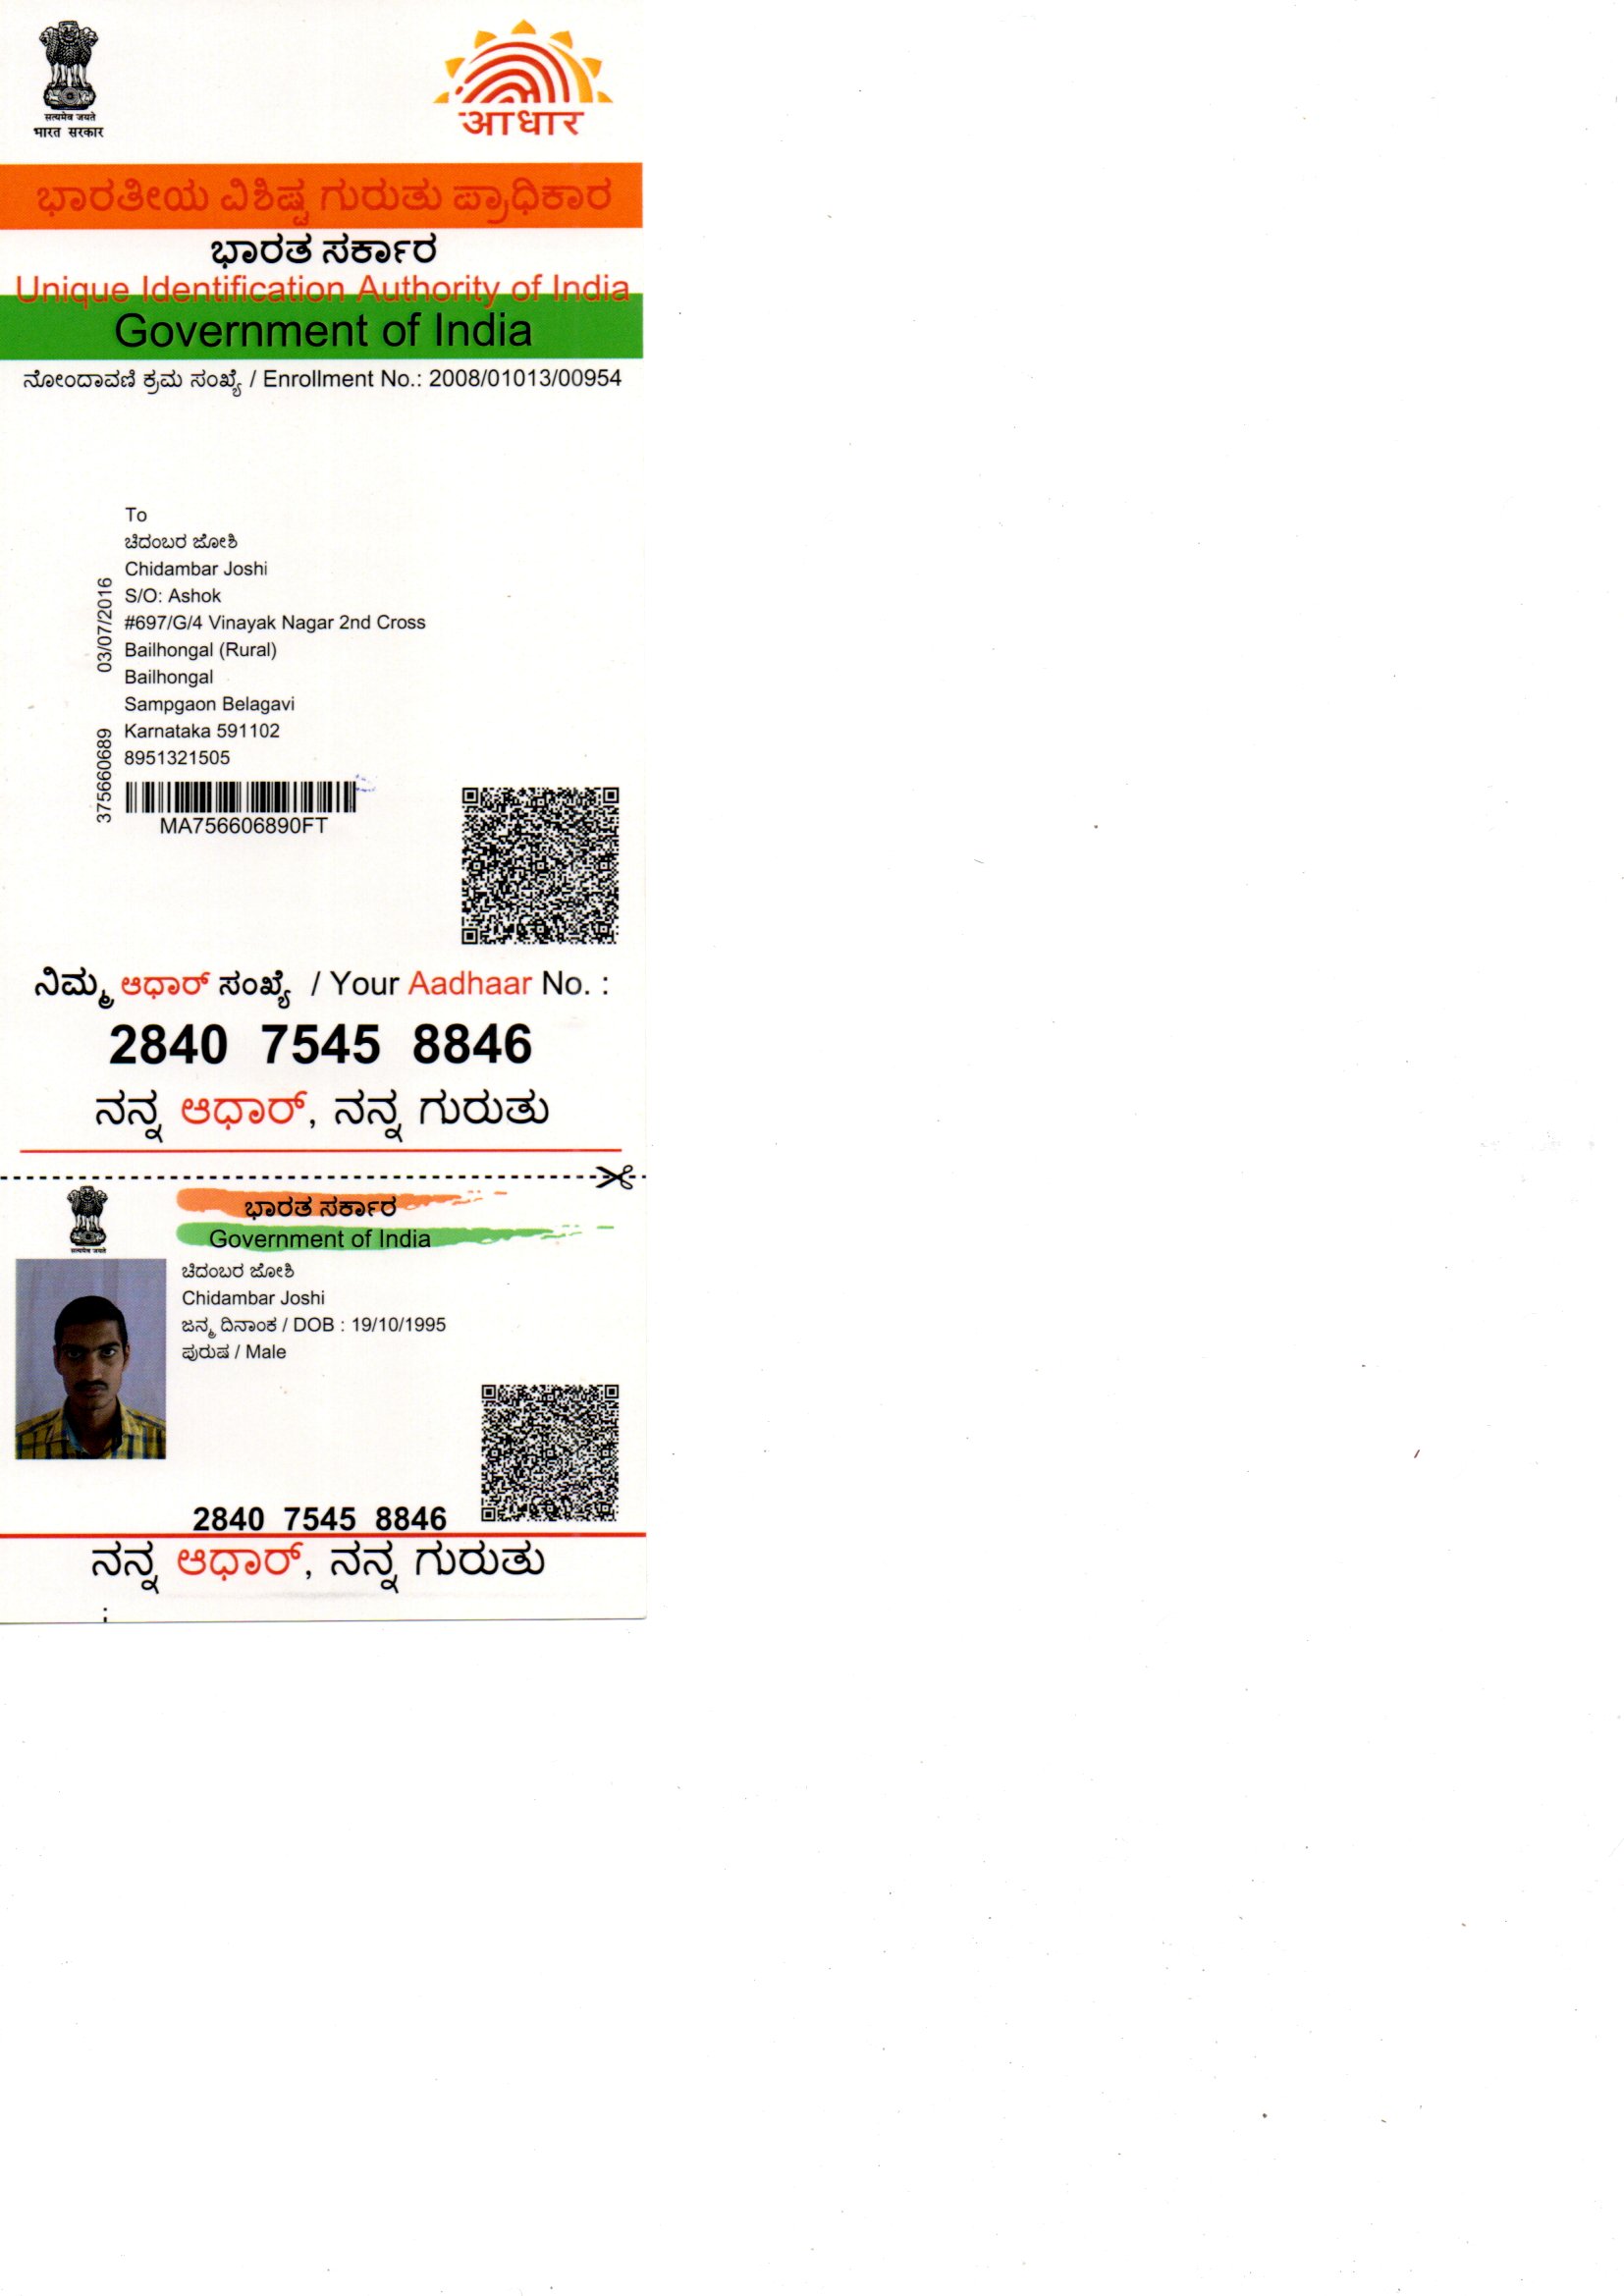 सत्यमेव जयते
भारत सरकार
आधार
ಭಾರತೀಯ ವಿಶಿಷ್ಟ ಗುರುತು ಪ್ರಾಧಿಕಾರ
ಭಾರತ ಸರ್ಕಾರ
Unique Identification Authority of India
Government of India
ನೋಂದಾವಣಿ ಕ್ರಮ ಸಂಖ್ಯೆ / Enrollment No.: 2008/01013/00954
To
ಚಿದಂಬರ ಜೋಶಿ
Chidambar Joshi
S/O: Ashok
#697/G/4 Vinayak Nagar 2nd Cross
Bailhongal (Rural)
Bailhongal
Sampgaon Belagavi
Karnataka 591102
8951321505
03/07/2016
375660689
MA756606890FT
ನಿಮ್ಮ ಆಧಾರ್ ಸಂಖ್ಯೆ / Your Aadhaar No. :
2840 7545 8846
ನನ್ನ ಆಧಾರ್, ನನ್ನ ಗುರುತು
सत्यमेव जयते
ಭಾರತ ಸರ್ಕಾರ
Government of India
ಚಿದಂಬರ ಜೋಶಿ
Chidambar Joshi
ಜನ್ಮ ದಿನಾಂಕ / DOB : 19/10/1995
ಪುರುಷ / Male
2840 7545 8846
ನನ್ನ ಆಧಾರ್, ನನ್ನ ಗುರುತು